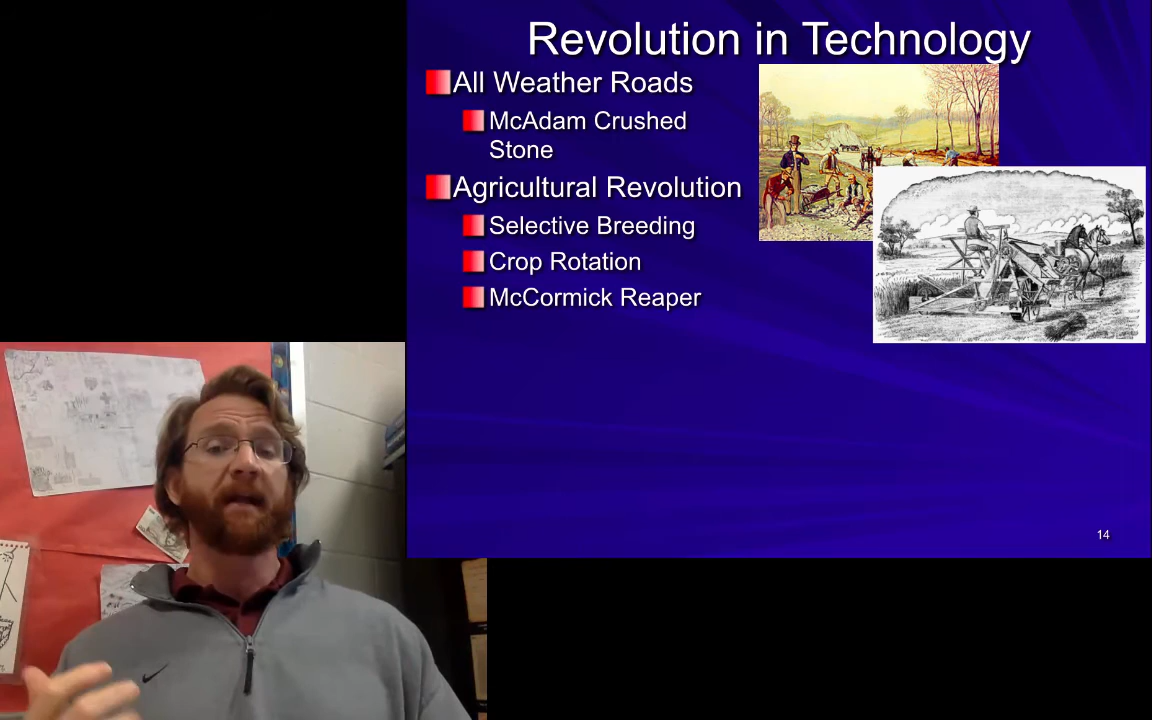 Revolution in Technology
All Weather Roads
McAdam Crushed
Stone
Agricultural Revolution
Selective Breeding
Crop Rotation
McCormick Reaper
14